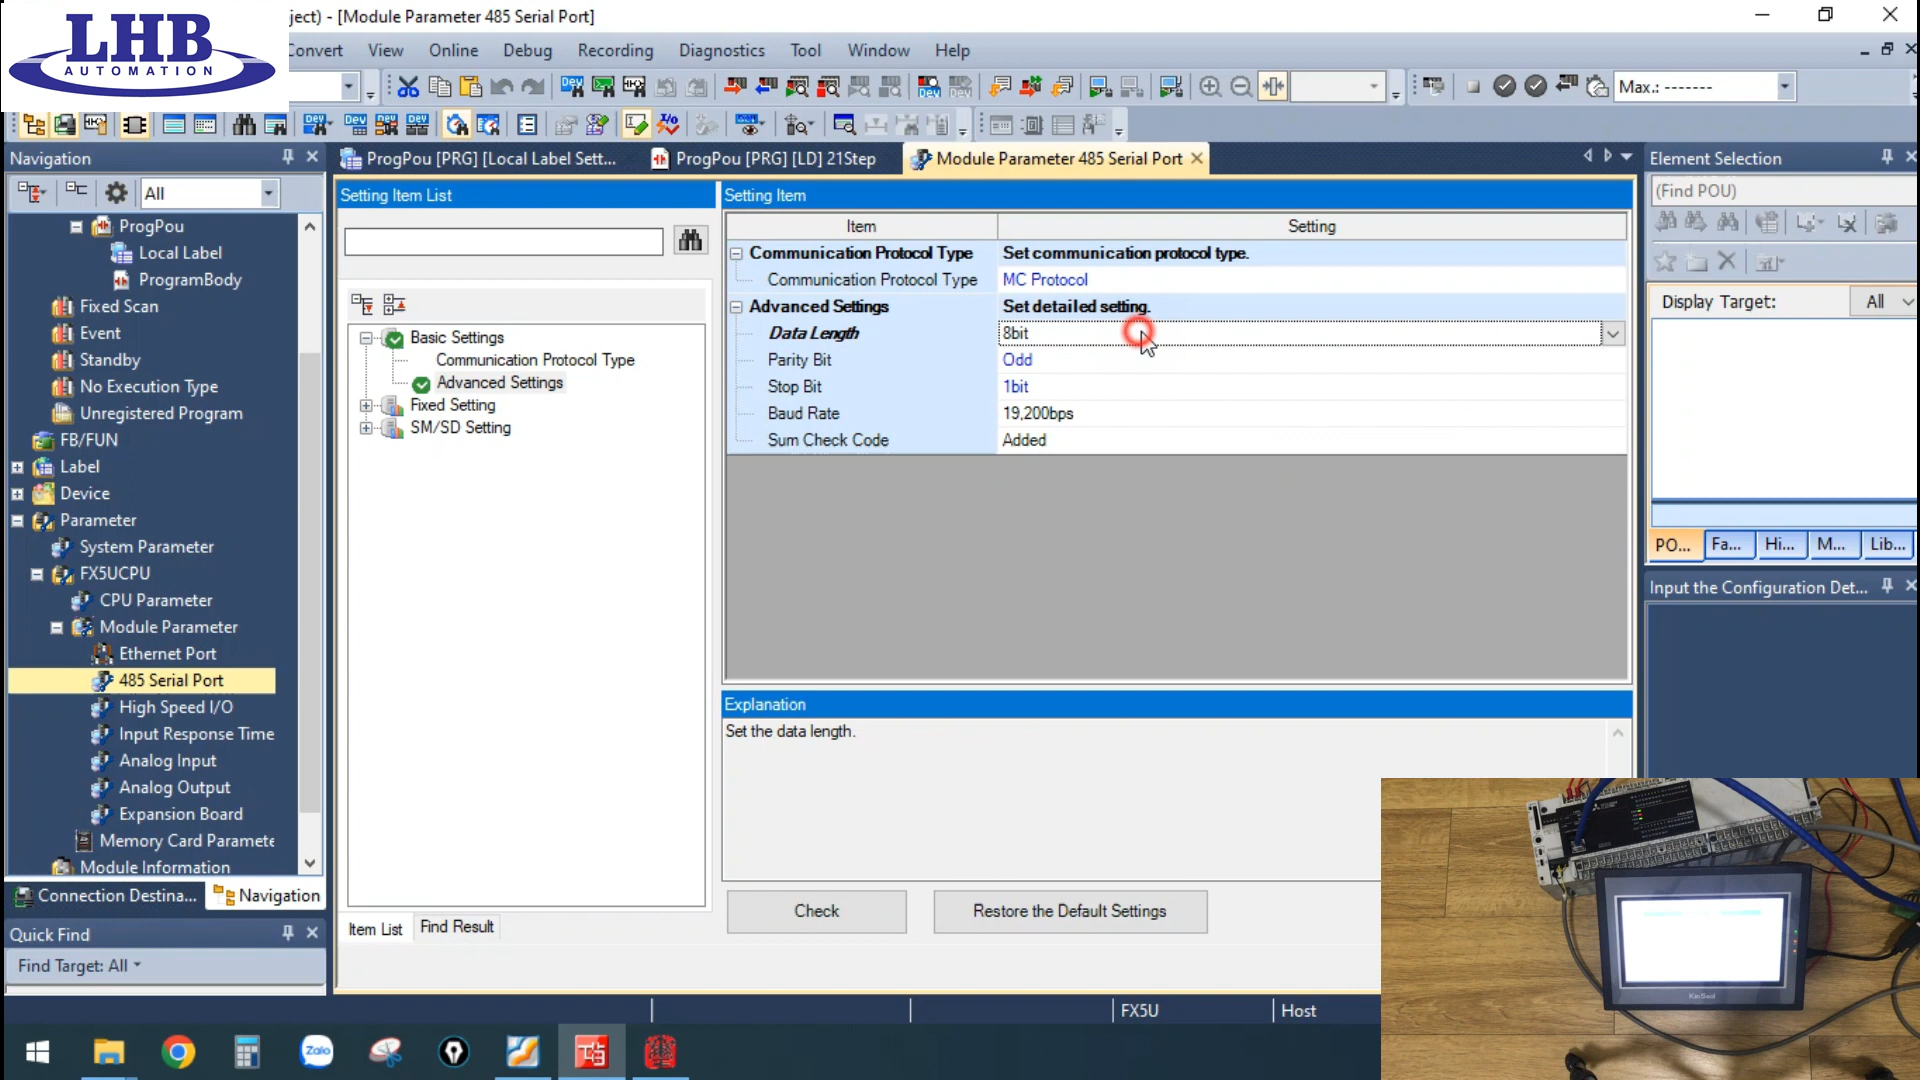 LHB
AUTOMATION
ject) - [Module Parameter 485 Serial Port]
Convert View Online Debug Recording Diagnostics Tool Window Help
Max.: -------
Navigation
ProgPou [PRG] [Local Label Sett...
ProgPou [PRG] [LD] 21Step
Module Parameter 485 Serial Port
Element Selection
All
(Find POU)
Display Target: All
ProgPou
Local Label
ProgramBody
Fixed Scan
Event
Standby
No Execution Type
Unregistered Program
FB/FUN
Label
Device
Parameter
System Parameter
FX5UCPU
CPU Parameter
Module Parameter
Ethernet Port
485 Serial Port
High Speed I/O
Input Response Time
Analog Input
Analog Output
Expansion Board
Memory Card Paramete
Module Information
Connection Destina... Navigation
Quick Find
Find Target: All
Setting Item List
Basic Settings
Communication Protocol Type
Advanced Settings
Fixed Setting
SM/SD Setting
Item List Find Result
Setting Item
Item Setting
Communication Protocol Type Set communication protocol type.
Communication Protocol Type MC Protocol
Advanced Settings Set detailed setting.
Data Length 8bit
Parity Bit Odd
Stop Bit 1bit
Baud Rate 19,200bps
Sum Check Code Added
Explanation
Set the data length.
Check Restore the Default Settings
PO... Fa... Hi... M... Lib...
Input the Configuration Det...
FX5U Host
Zalo
KinSeal